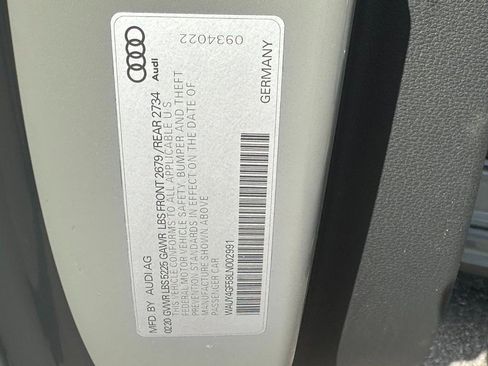 Audi
0934022
GERMANY
MFD. BY AUDI AG
02/20 GVWR LBS 5225 GAWR LBS FRONT 2679 /REAR 2734
THIS VEHICLE CONFORMS TO ALL APPLICABLE U.S.
FEDERAL MOTOR VEHICLE SAFETY, BUMPER AND THEFT
PREVENTION STANDARDS IN EFFECT ON THE DATE OF
MANUFACTURE SHOWN ABOVE
PASSENGER CAR
WAUY4GF58LN002991